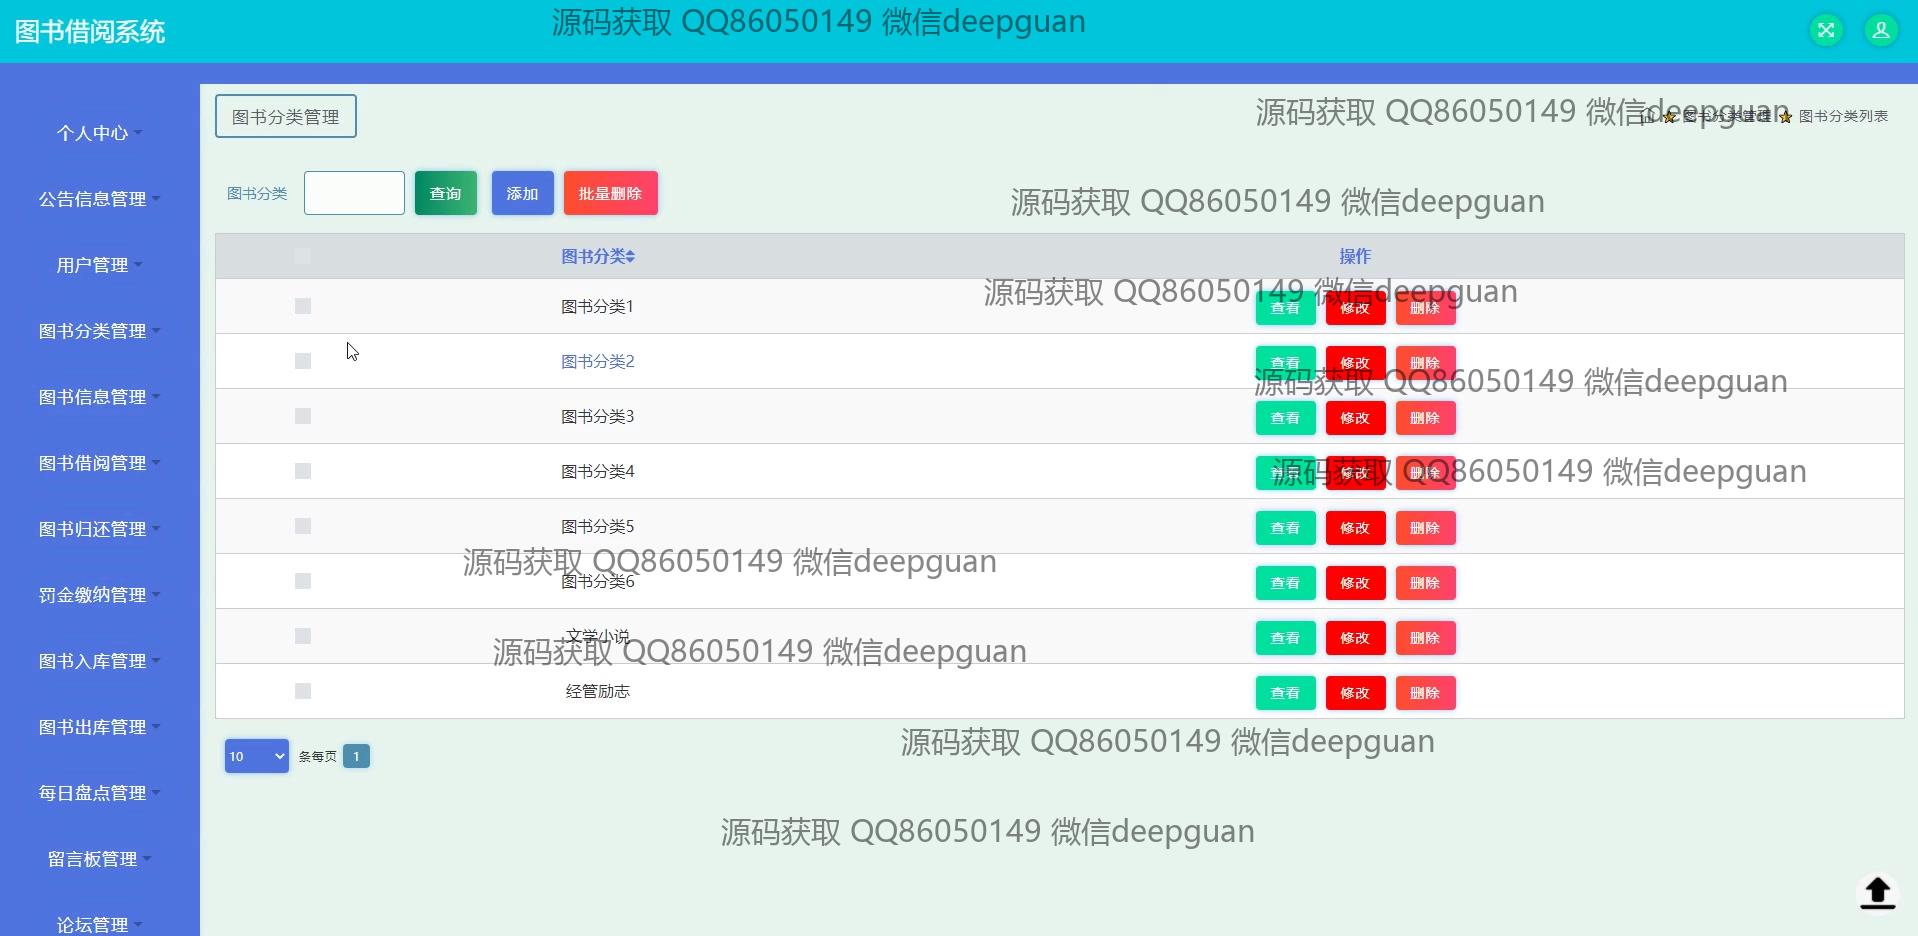 图书借阅系统
源码获取 QQ86050149 微信deepguan
个人中心
公告信息管理
用户管理
图书分类管理
图书信息管理
图书借阅管理
图书归还管理
罚金缴纳管理
图书入库管理
图书出库管理
每日盘点管理
留言板管理
论坛管理
图书分类管理
源码获取 QQ86050149 微信deepguan
图书分类管理 图书分类列表
图书分类 查询 添加 批量删除
源码获取 QQ86050149 微信deepguan
图书分类 操作
源码获取 QQ86050149 微信deepguan
图书分类1 查看 修改 删除
图书分类2 查看 修改 删除
源码获取 QQ86050149 微信deepguan
图书分类3 查看 修改 删除
图书分类4 查看 修改 删除
源码获取 QQ86050149 微信deepguan
图书分类5 查看 修改 删除
源码获取 QQ86050149 微信deepguan
图书分类6 查看 修改 删除
文学小说 查看 修改 删除
源码获取 QQ86050149 微信deepguan
经管励志 查看 修改 删除
源码获取 QQ86050149 微信deepguan
10 条每页 1
源码获取 QQ86050149 微信deepguan